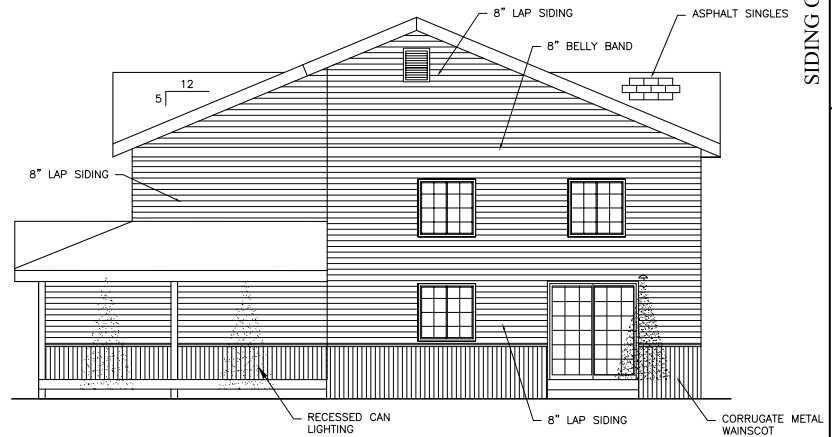 8" LAP SIDING
ASPHALT SINGLES
8" BELLY BAND
12
5
8" LAP SIDING
RECESSED CAN
LIGHTING
8" LAP SIDING
CORRUGATE METAL
WAINSCOT
SIDING